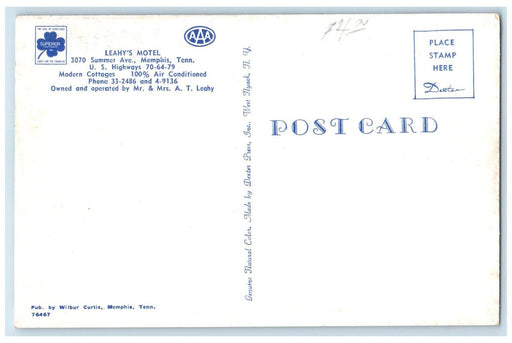 SUPERIOR
AAA
LEAHY'S MOTEL
3070 Summer Ave., Memphis, Tenn.
U. S. Highways 70-64-79
Modern Cottages 100% Air Conditioned
Phone 33-2486 and 4-9136
Owned and operated by Mr. & Mrs. A. T. Leahy
Pub. by Wilbur Curtis, Memphis, Tenn.
76467
Genuine Natural Color, Made by Dexter Press, Inc., West Nyack, N. Y.
POST CARD
PLACE
STAMP
HERE
Dexter